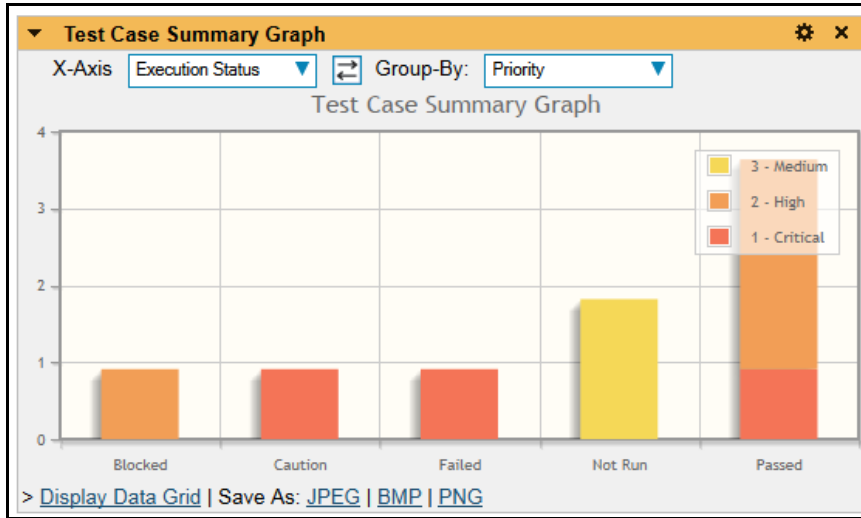 Test Case Summary Graph
X-Axis Execution Status Group-By: Priority
Test Case Summary Graph
4
3
2
1
0
3 - Medium
2 - High
1 - Critical
Blocked Caution Failed Not Run Passed
> Display Data Grid | Save As: JPEG | BMP | PNG